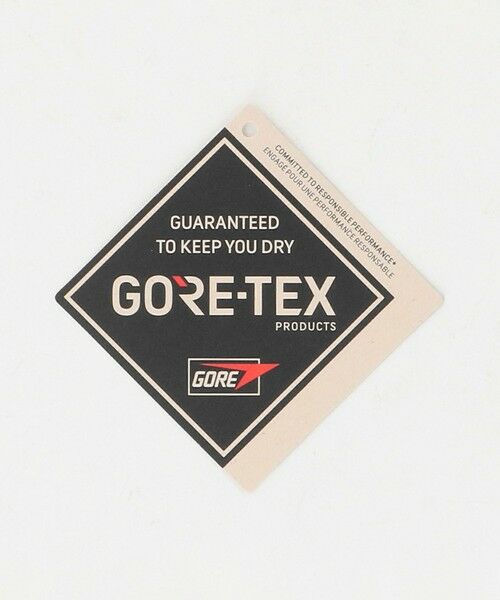 COMMITTED TO RESPONSIBLE PERFORMANCE*
ENGAGÉ POUR UNE PERFORMANCE RESPONSABLE
GUARANTEED
TO KEEP YOU DRY
GORE-TEX
PRODUCTS
GORE